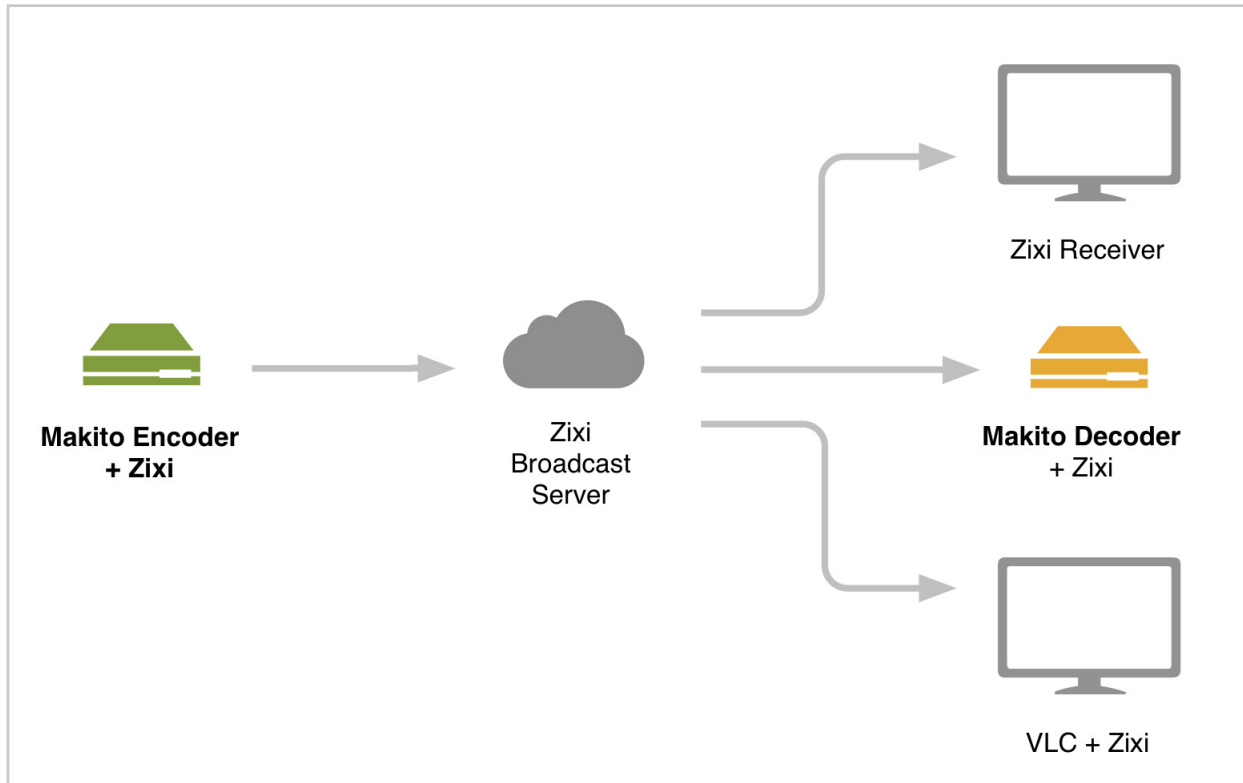 Zixi Receiver
Makito Encoder
+ Zixi
Zixi
Broadcast
Server
Makito Decoder
+ Zixi
VLC + Zixi